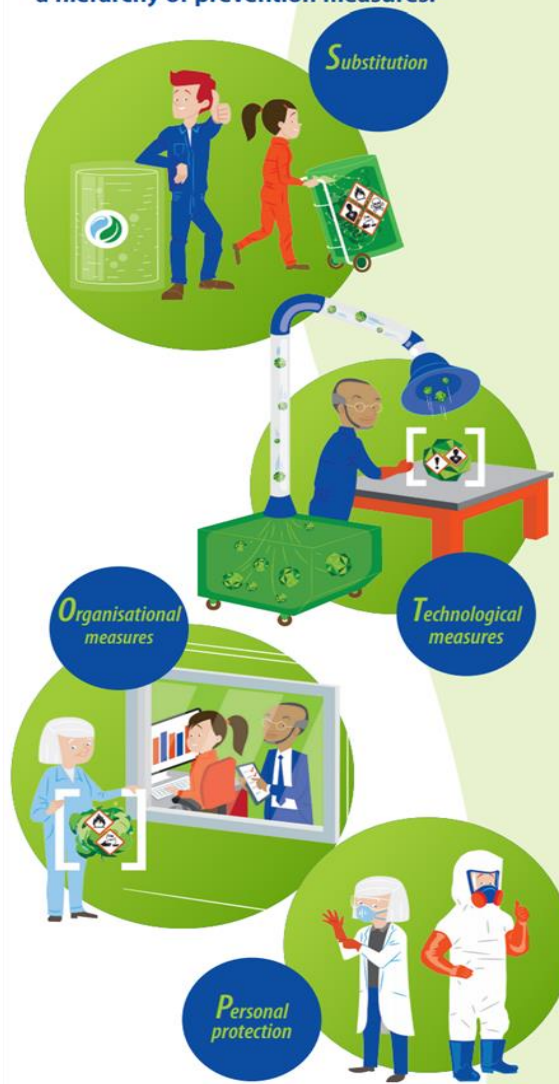 a hierarchy of prevention measures:
Substitution
Technological
measures
Organisational
measures
Personal
protection